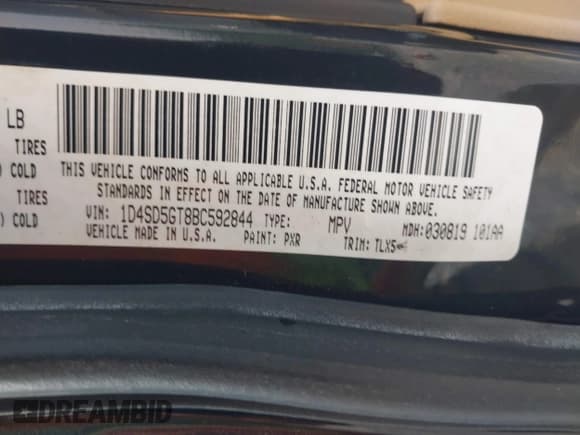 LB
TIRES
) COLD
TIRES
) COLD
THIS VEHICLE CONFORMS TO ALL APPLICABLE U.S.A. FEDERAL MOTOR VEHICLE SAFETY
STANDARDS IN EFFECT ON THE DATE OF MANUFACTURE SHOWN ABOVE.
VIN: 1D4SD5GT8BC592844 TYPE: MPV MDH: 030819 101AA
VEHICLE MADE IN U.S.A. PAINT: PXR TRIM: TLX5
DREAMBID